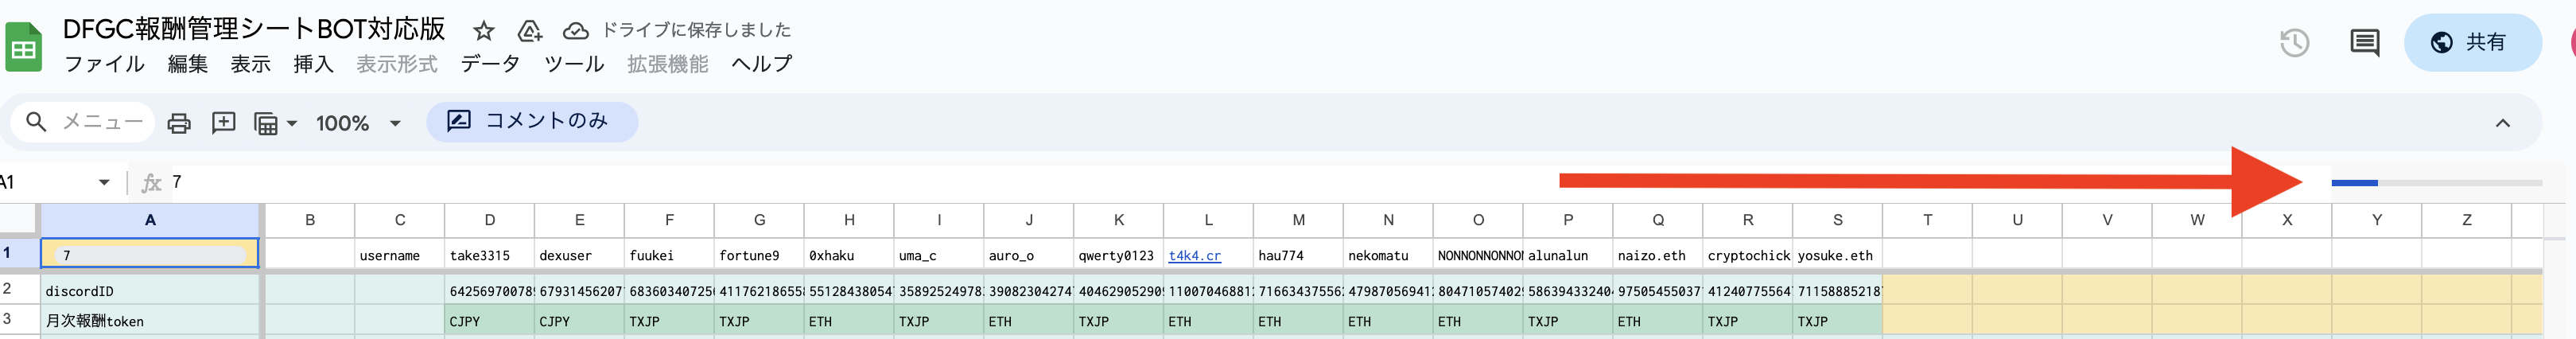 DFGC報酬管理シートBOT対応版 ドライブに保存しました
ファイル 編集 表示 挿入 表示形式 データ ツール 拡張機能 ヘルプ
共有
メニュー 100% コメントのみ
A1 fx 7
A B C D E F G H I J K L M N O P Q R S T U V W X Y Z
1 7 username take3315 dexuser fuukei fortune9 0xhaku uma_c auro_o qwerty0123 t4k4.cr hau774 nekomatu NONNONNONNON alunalun naizo.eth cryptochick yosuke.eth
2 discordID 64256970078 67931456207 68360340725 41176218655 55128438054 35892524978 39082304274 40462905290 11007046881 71663437556 47987056941 80471057402 58639433240 97505455037 41240775564 71158885218
3 月次報酬token CJPY CJPY TXJP TXJP ETH TXJP ETH TXJP ETH ETH ETH ETH TXJP ETH TXJP TXJP